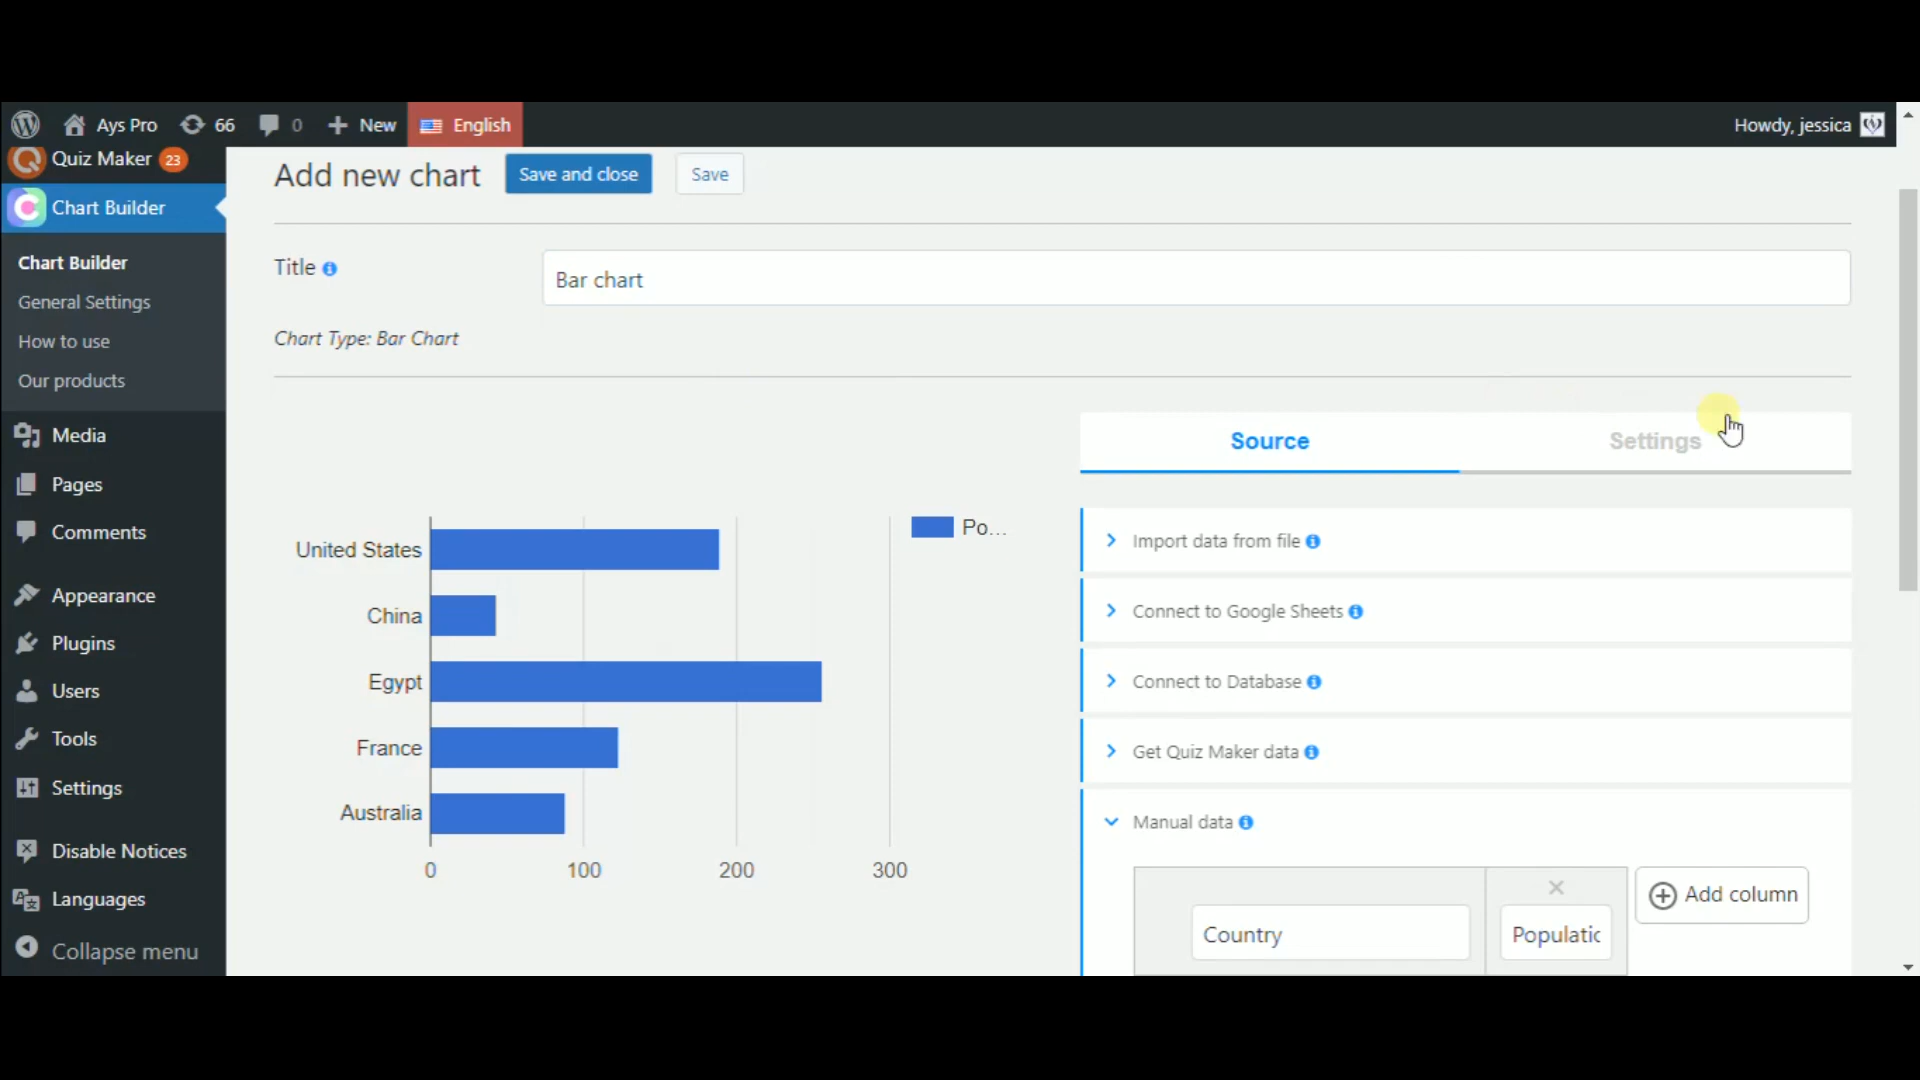 Ays Pro 66 0 New English Howdy, jessica
Quiz Maker 23
Chart Builder
Chart Builder
General Settings
How to use
Our products
Media
Pages
Comments
Appearance
Plugins
Users
Tools
Settings
Disable Notices
Languages
Collapse menu
Add new chart Save and close Save
Title
Bar chart
Chart Type: Bar Chart
United States
China
Egypt
France
Australia
0 100 200 300
Po...
Source Settings
Import data from file
Connect to Google Sheets
Connect to Database
Get Quiz Maker data
Manual data
Add column
Country Populatic